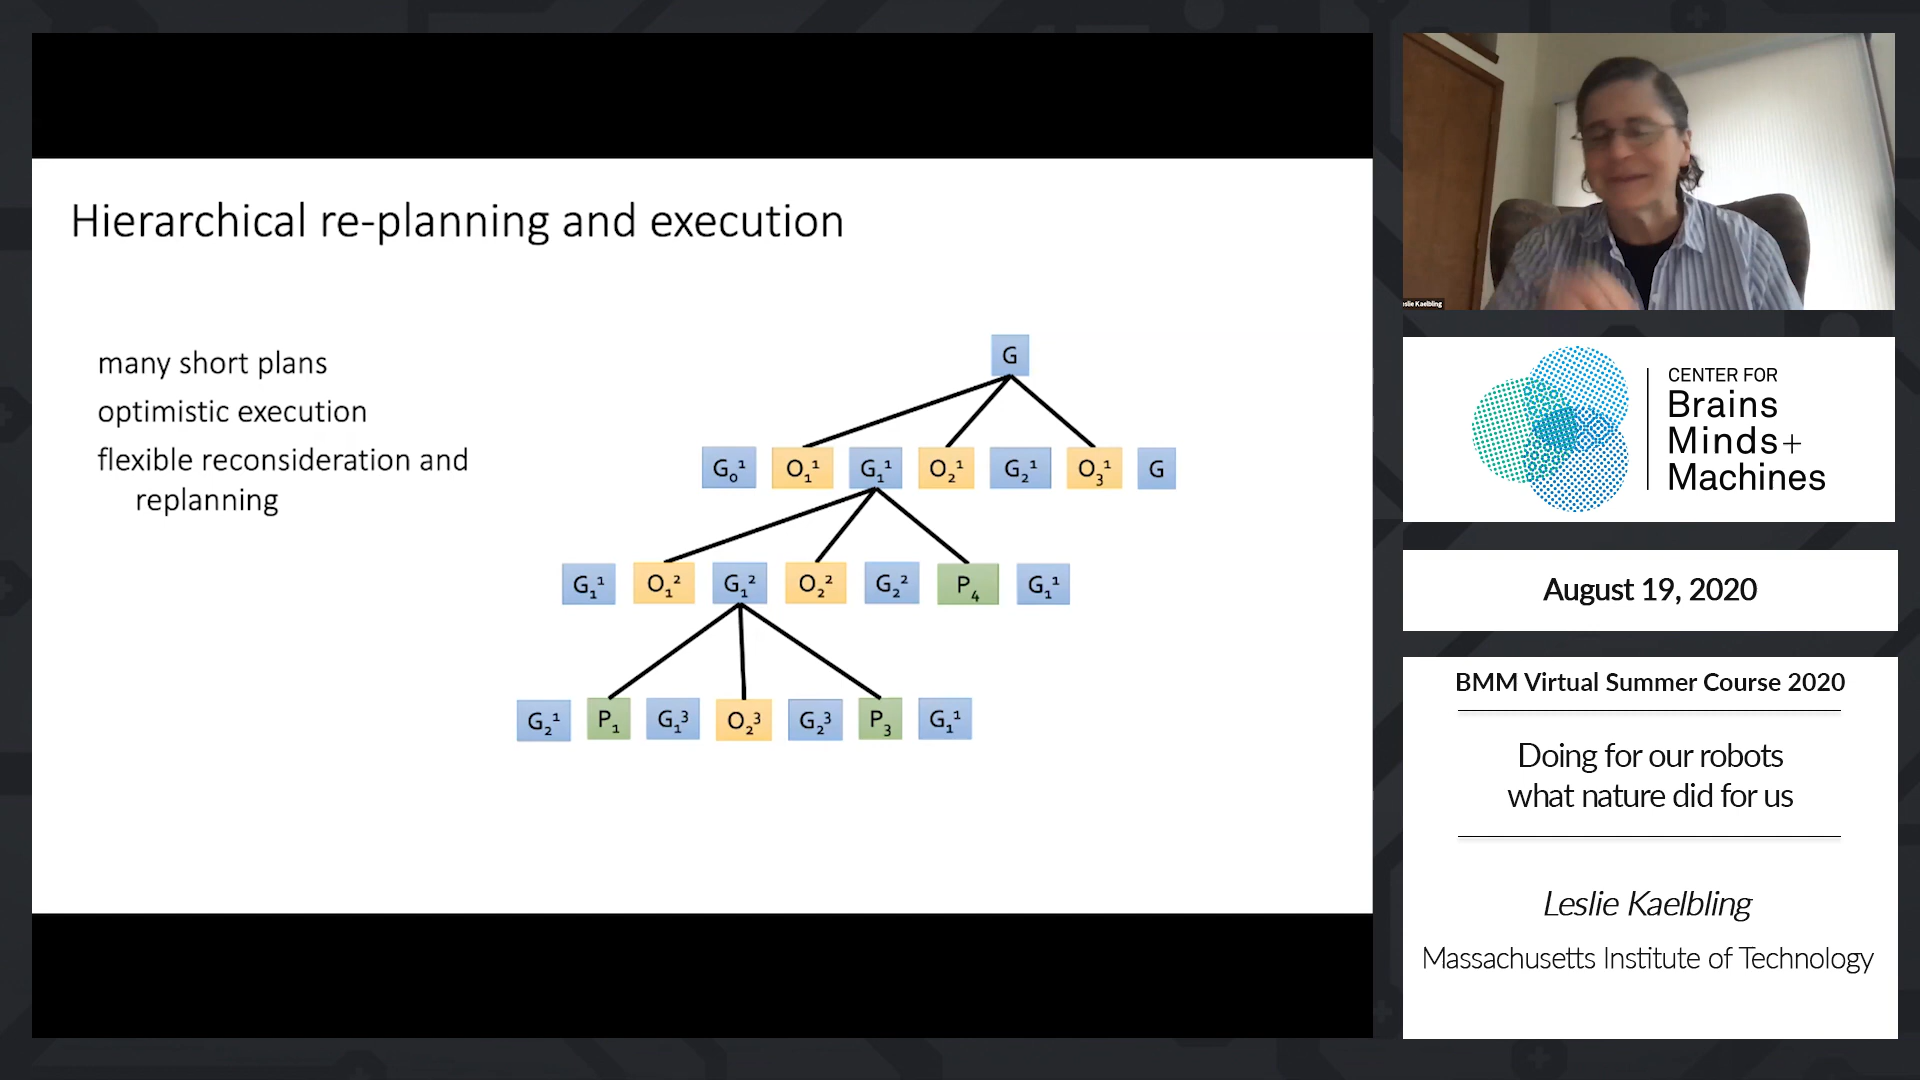 Hierarchical re-planning and execution
many short plans
optimistic execution
flexible reconsideration and
replanning
G
G₀¹ O₁¹ G₁¹ O₂¹ G₂¹ O₃¹ G
G₁¹ O₁² G₁² O₂² G₂² P₄ G₁¹
G₂¹ P₁ G₁³ O₂³ G₂³ P₃ G₁¹
eslie Kaelbling
CENTER FOR
Brains
Minds+
Machines
August 19, 2020
BMM Virtual Summer Course 2020
Doing for our robots
what nature did for us
Leslie Kaelbling
Massachusetts Institute of Technology